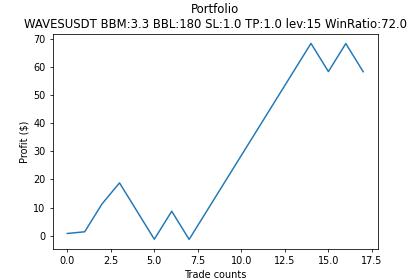 Portfolio
WAVESUSDT BBM:3.3 BBL:180 SL:1.0 TP:1.0 lev:15 WinRatio:72.0
Profit ($)
70
60
50
40
30
20
10
0
0.0 2.5 5.0 7.5 10.0 12.5 15.0 17.5
Trade counts